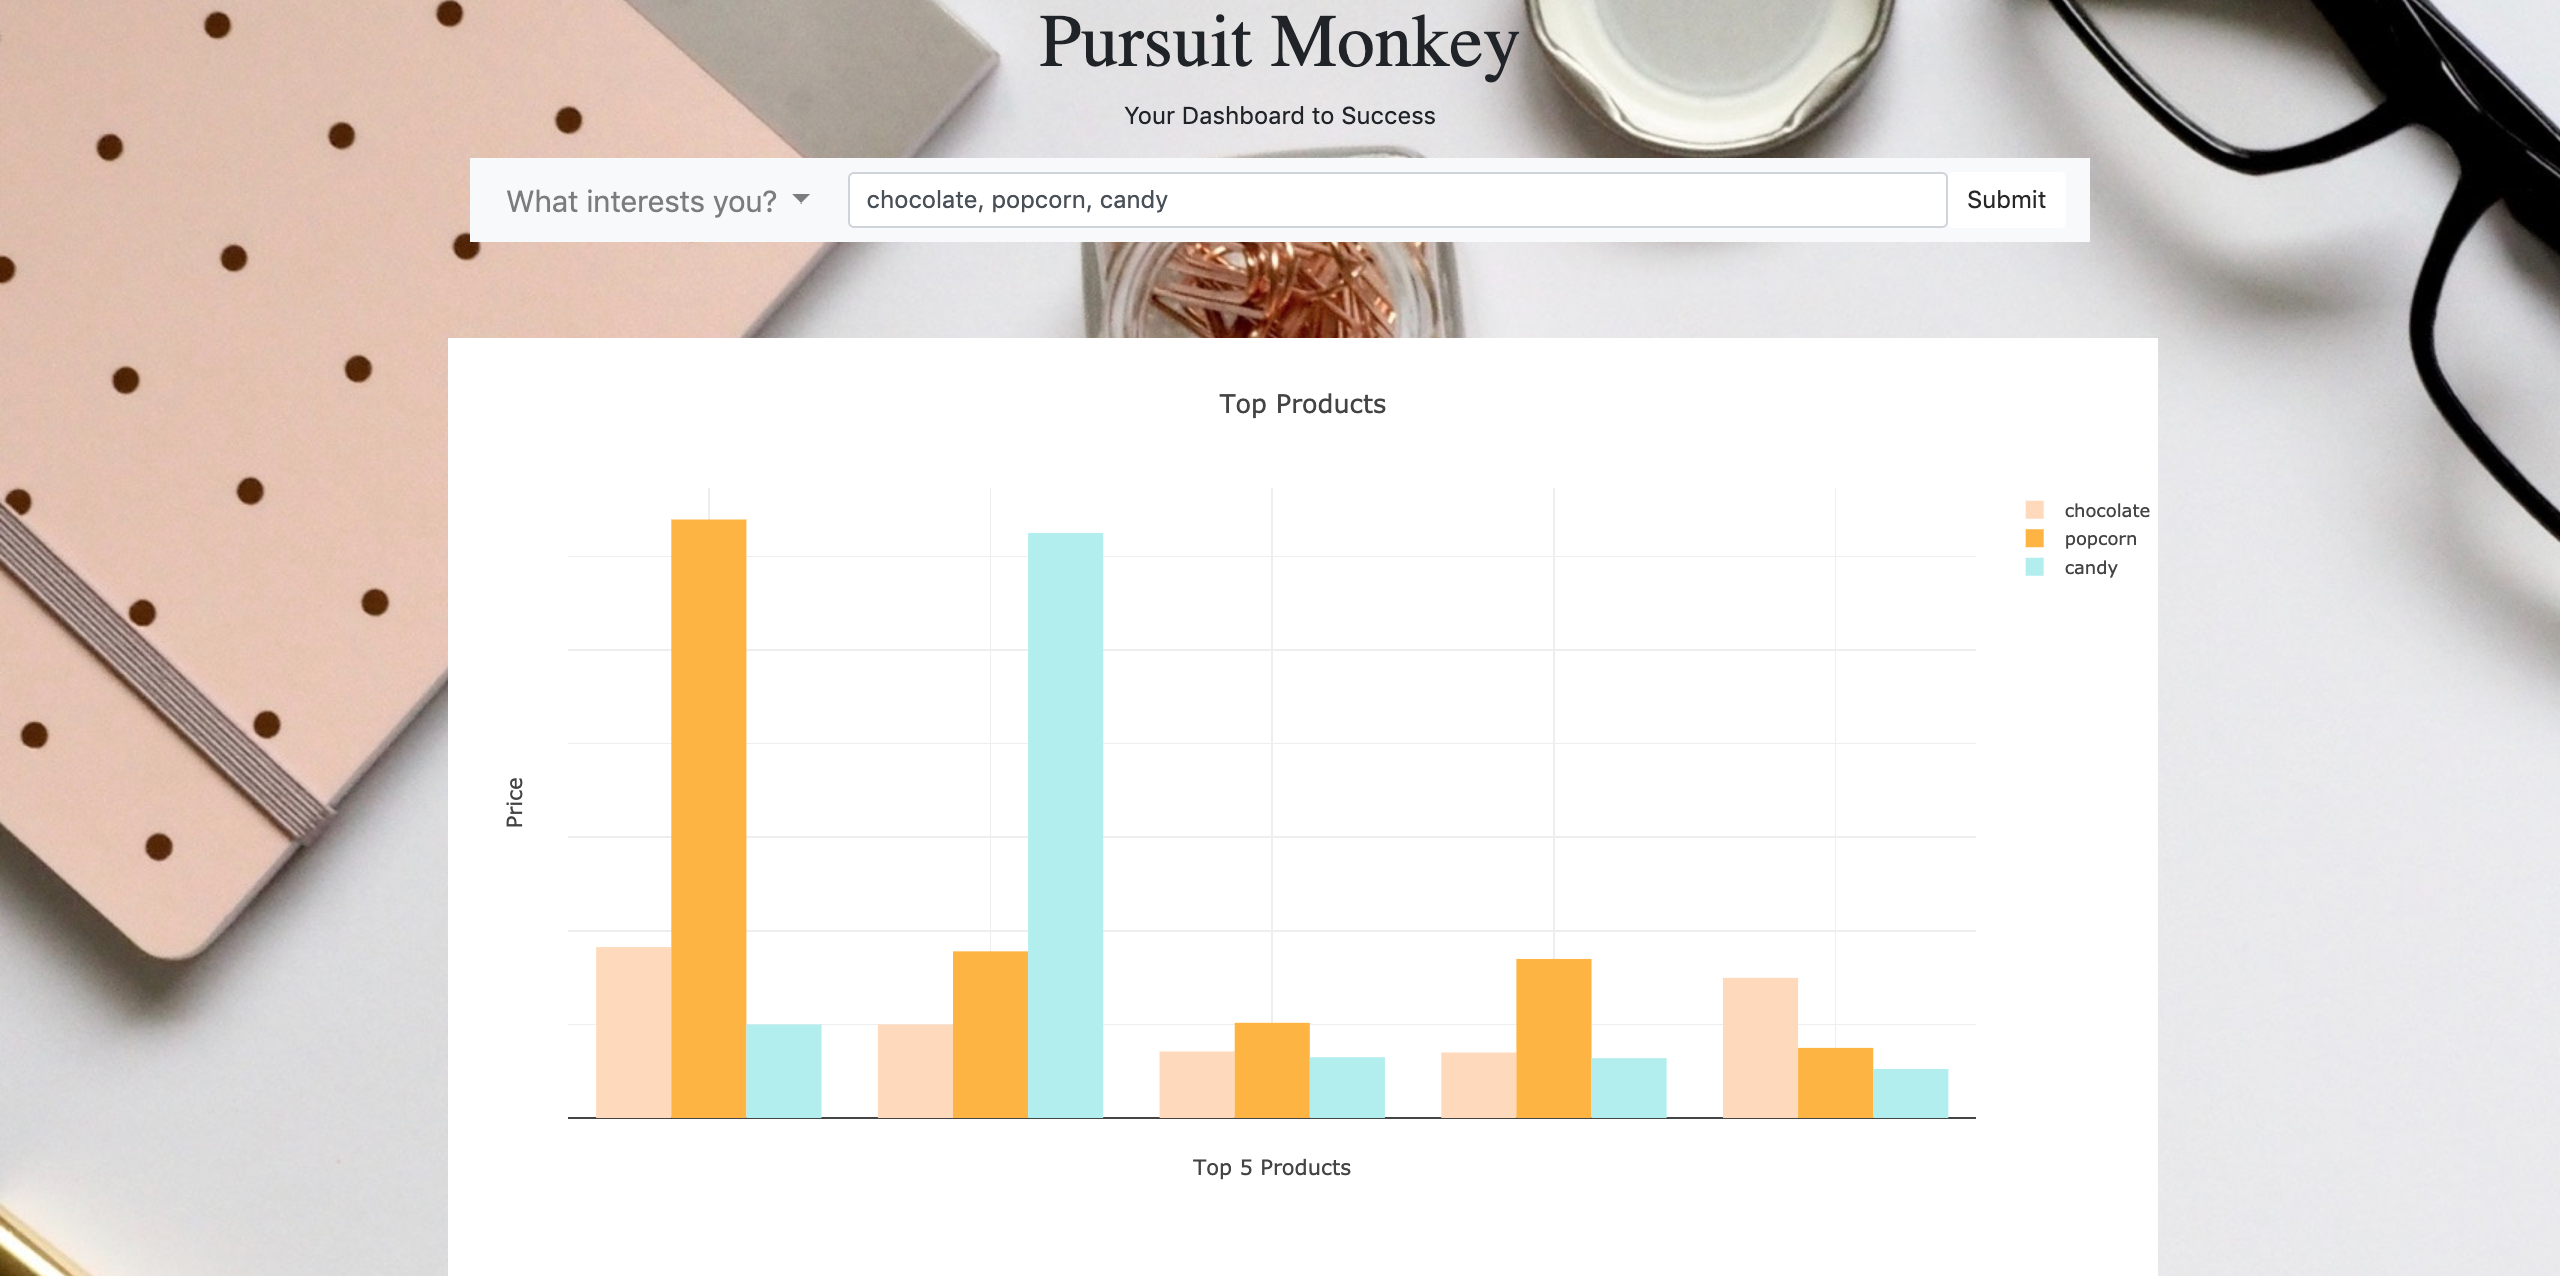 Pursuit Monkey
Your Dashboard to Success
What interests you?
chocolate, popcorn, candy
Submit
Top Products
chocolate
popcorn
candy
Price
Top 5 Products